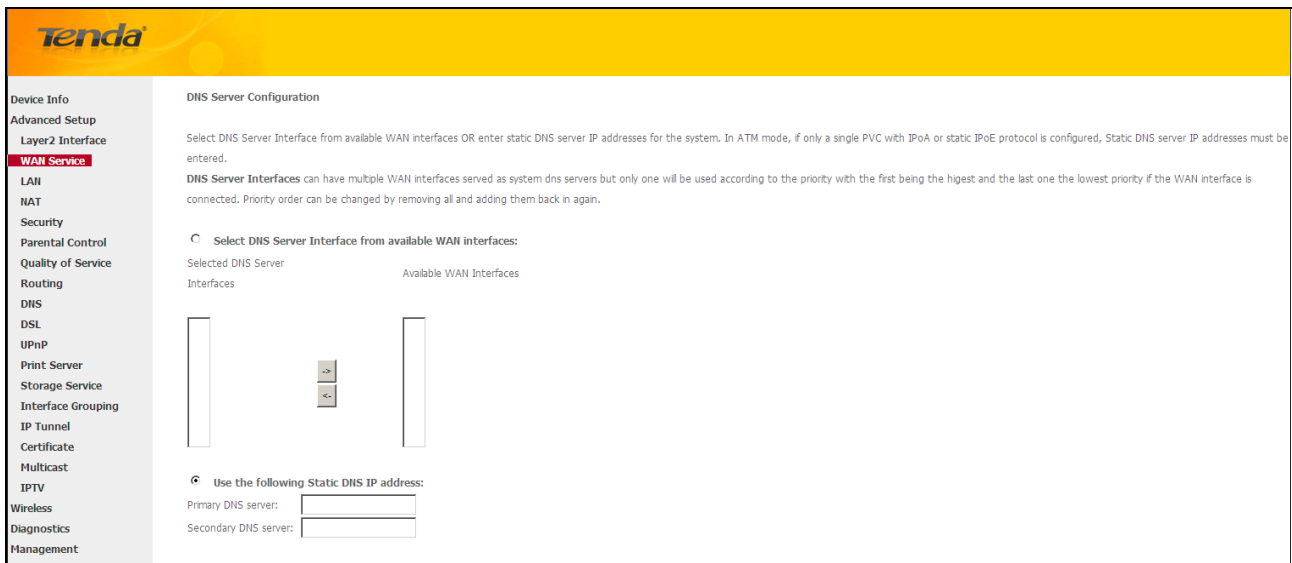 Tenda
Device Info
Advanced Setup
Layer2 Interface
WAN Service
LAN
NAT
Security
Parental Control
Quality of Service
Routing
DNS
DSL
UPnP
Print Server
Storage Service
Interface Grouping
IP Tunnel
Certificate
Multicast
IPTV
Wireless
Diagnostics
Management
DNS Server Configuration
Select DNS Server Interface from available WAN interfaces OR enter static DNS server IP addresses for the system. In ATM mode, if only a single PVC with IPoA or static IPoE protocol is configured, Static DNS server IP addresses must be
entered.
DNS Server Interfaces can have multiple WAN interfaces served as system dns servers but only one will be used according to the priority with the first being the higest and the last one the lowest priority if the WAN interface is
connected. Priority order can be changed by removing all and adding them back in again.
Select DNS Server Interface from available WAN interfaces:
Selected DNS Server
Interfaces
Available WAN Interfaces
->
<-
Use the following Static DNS IP address:
Primary DNS server:
Secondary DNS server: